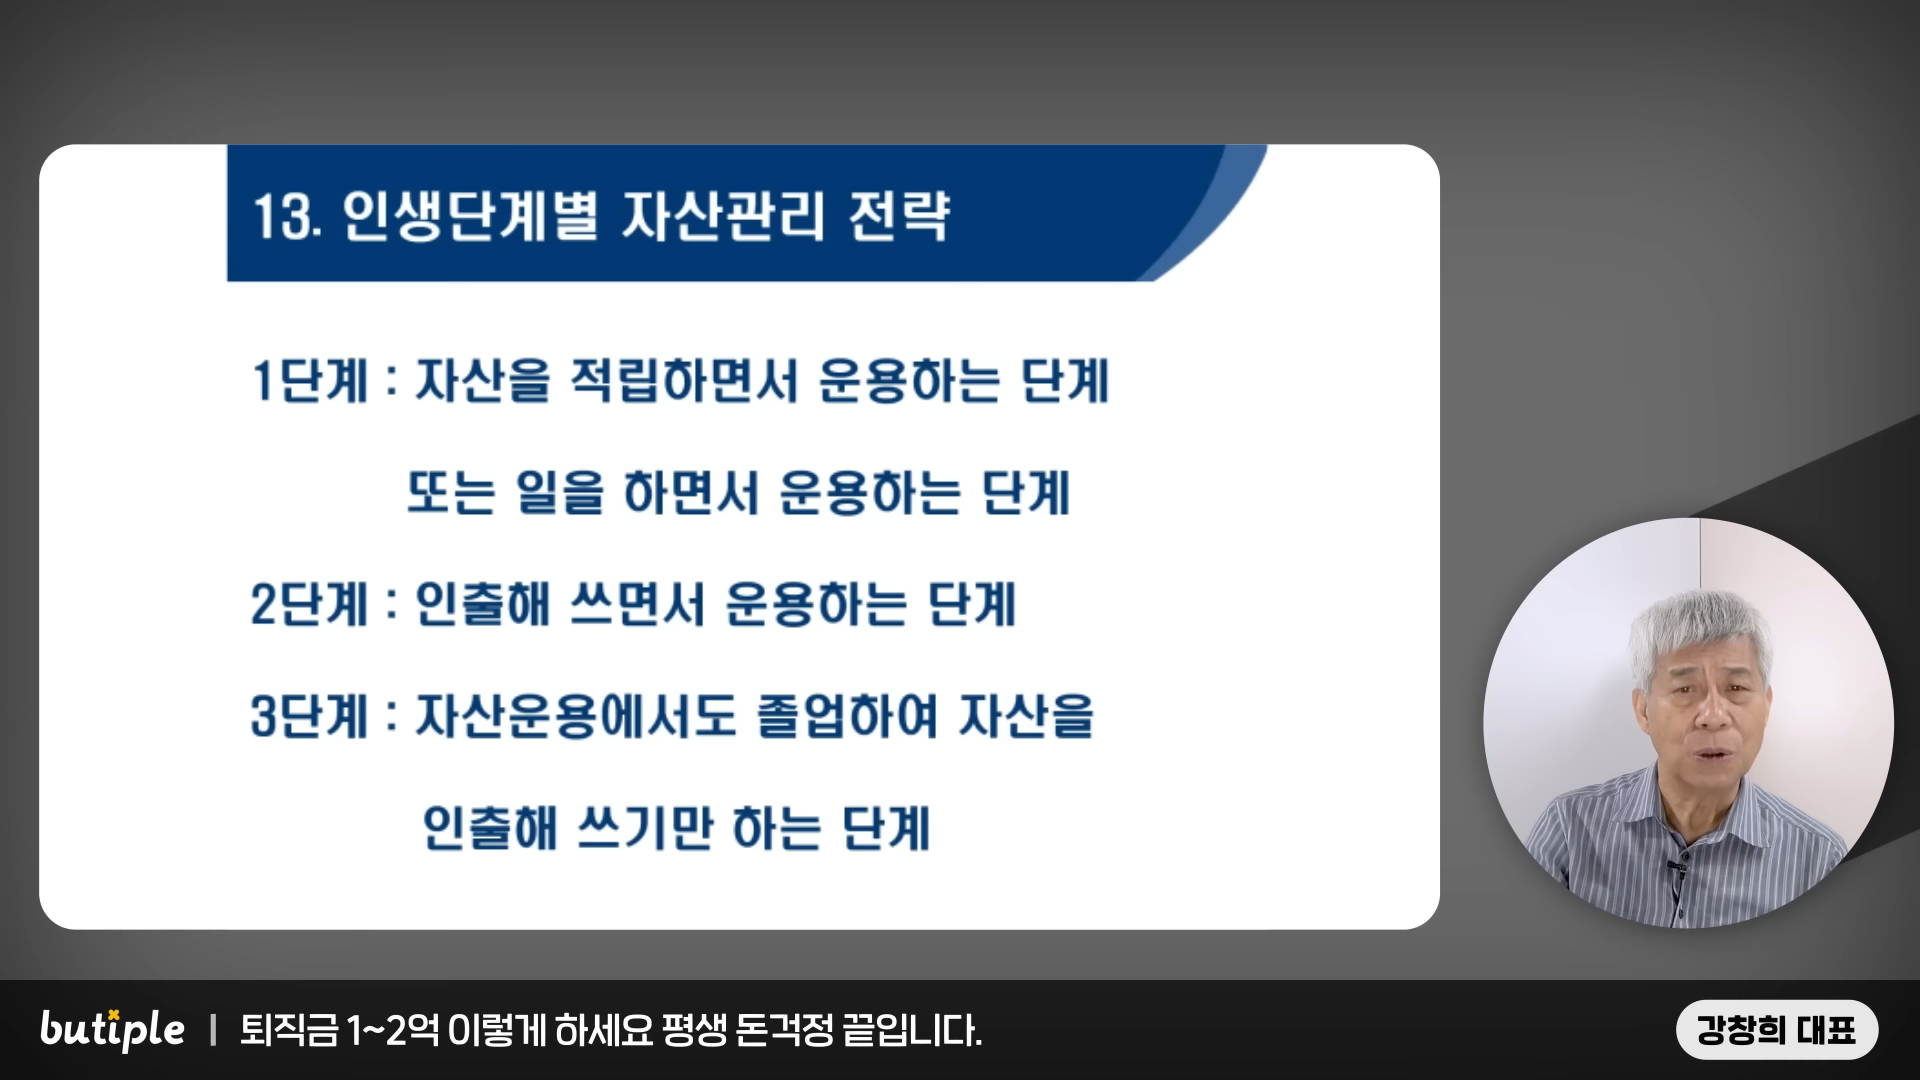 13. 인생단계별 자산관리 전략
1단계 : 자산을 적립하면서 운용하는 단계
또는 일을 하면서 운용하는 단계
2단계 : 인출해 쓰면서 운용하는 단계
3단계 : 자산운용에서도 졸업하여 자산을
인출해 쓰기만 하는 단계
butiple | 퇴직금 1~2억 이렇게 하세요 평생 돈걱정 끝입니다.
강창희 대표